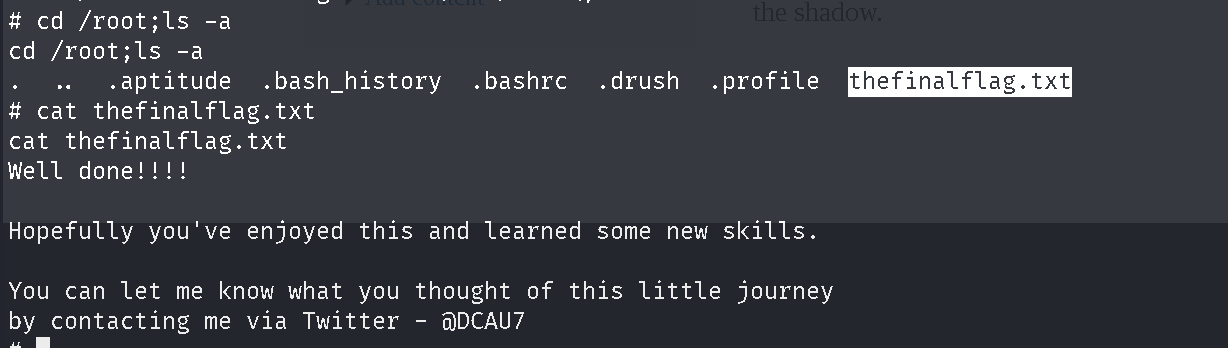 Add content
the shadow.
# cd /root;ls -a
cd /root;ls -a
. .. .aptitude .bash_history .bashrc .drush .profile thefinalflag.txt
# cat thefinalflag.txt
cat thefinalflag.txt
Well done!!!!
Hopefully you've enjoyed this and learned some new skills.
You can let me know what you thought of this little journey
by contacting me via Twitter - @DCAU7
#